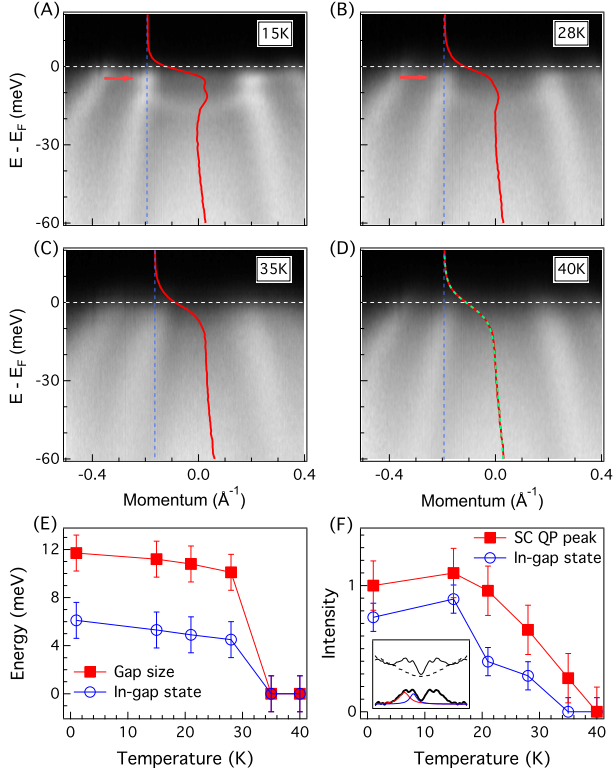 (A)
15K
(B)
28K
E - E_F (meV)
0
-30
-60
(C)
35K
(D)
40K
E - E_F (meV)
0
-30
-60
-0.4
0.0
0.4
-0.4
0.0
0.4
Momentum (Å⁻¹)
Momentum (Å⁻¹)
(E)
Energy (meV)
12
8
4
0
Gap size
In-gap state
0
10
20
30
40
Temperature (K)
(F)
Intensity
1
0
SC QP peak
In-gap state
0
10
20
30
40
Temperature (K)